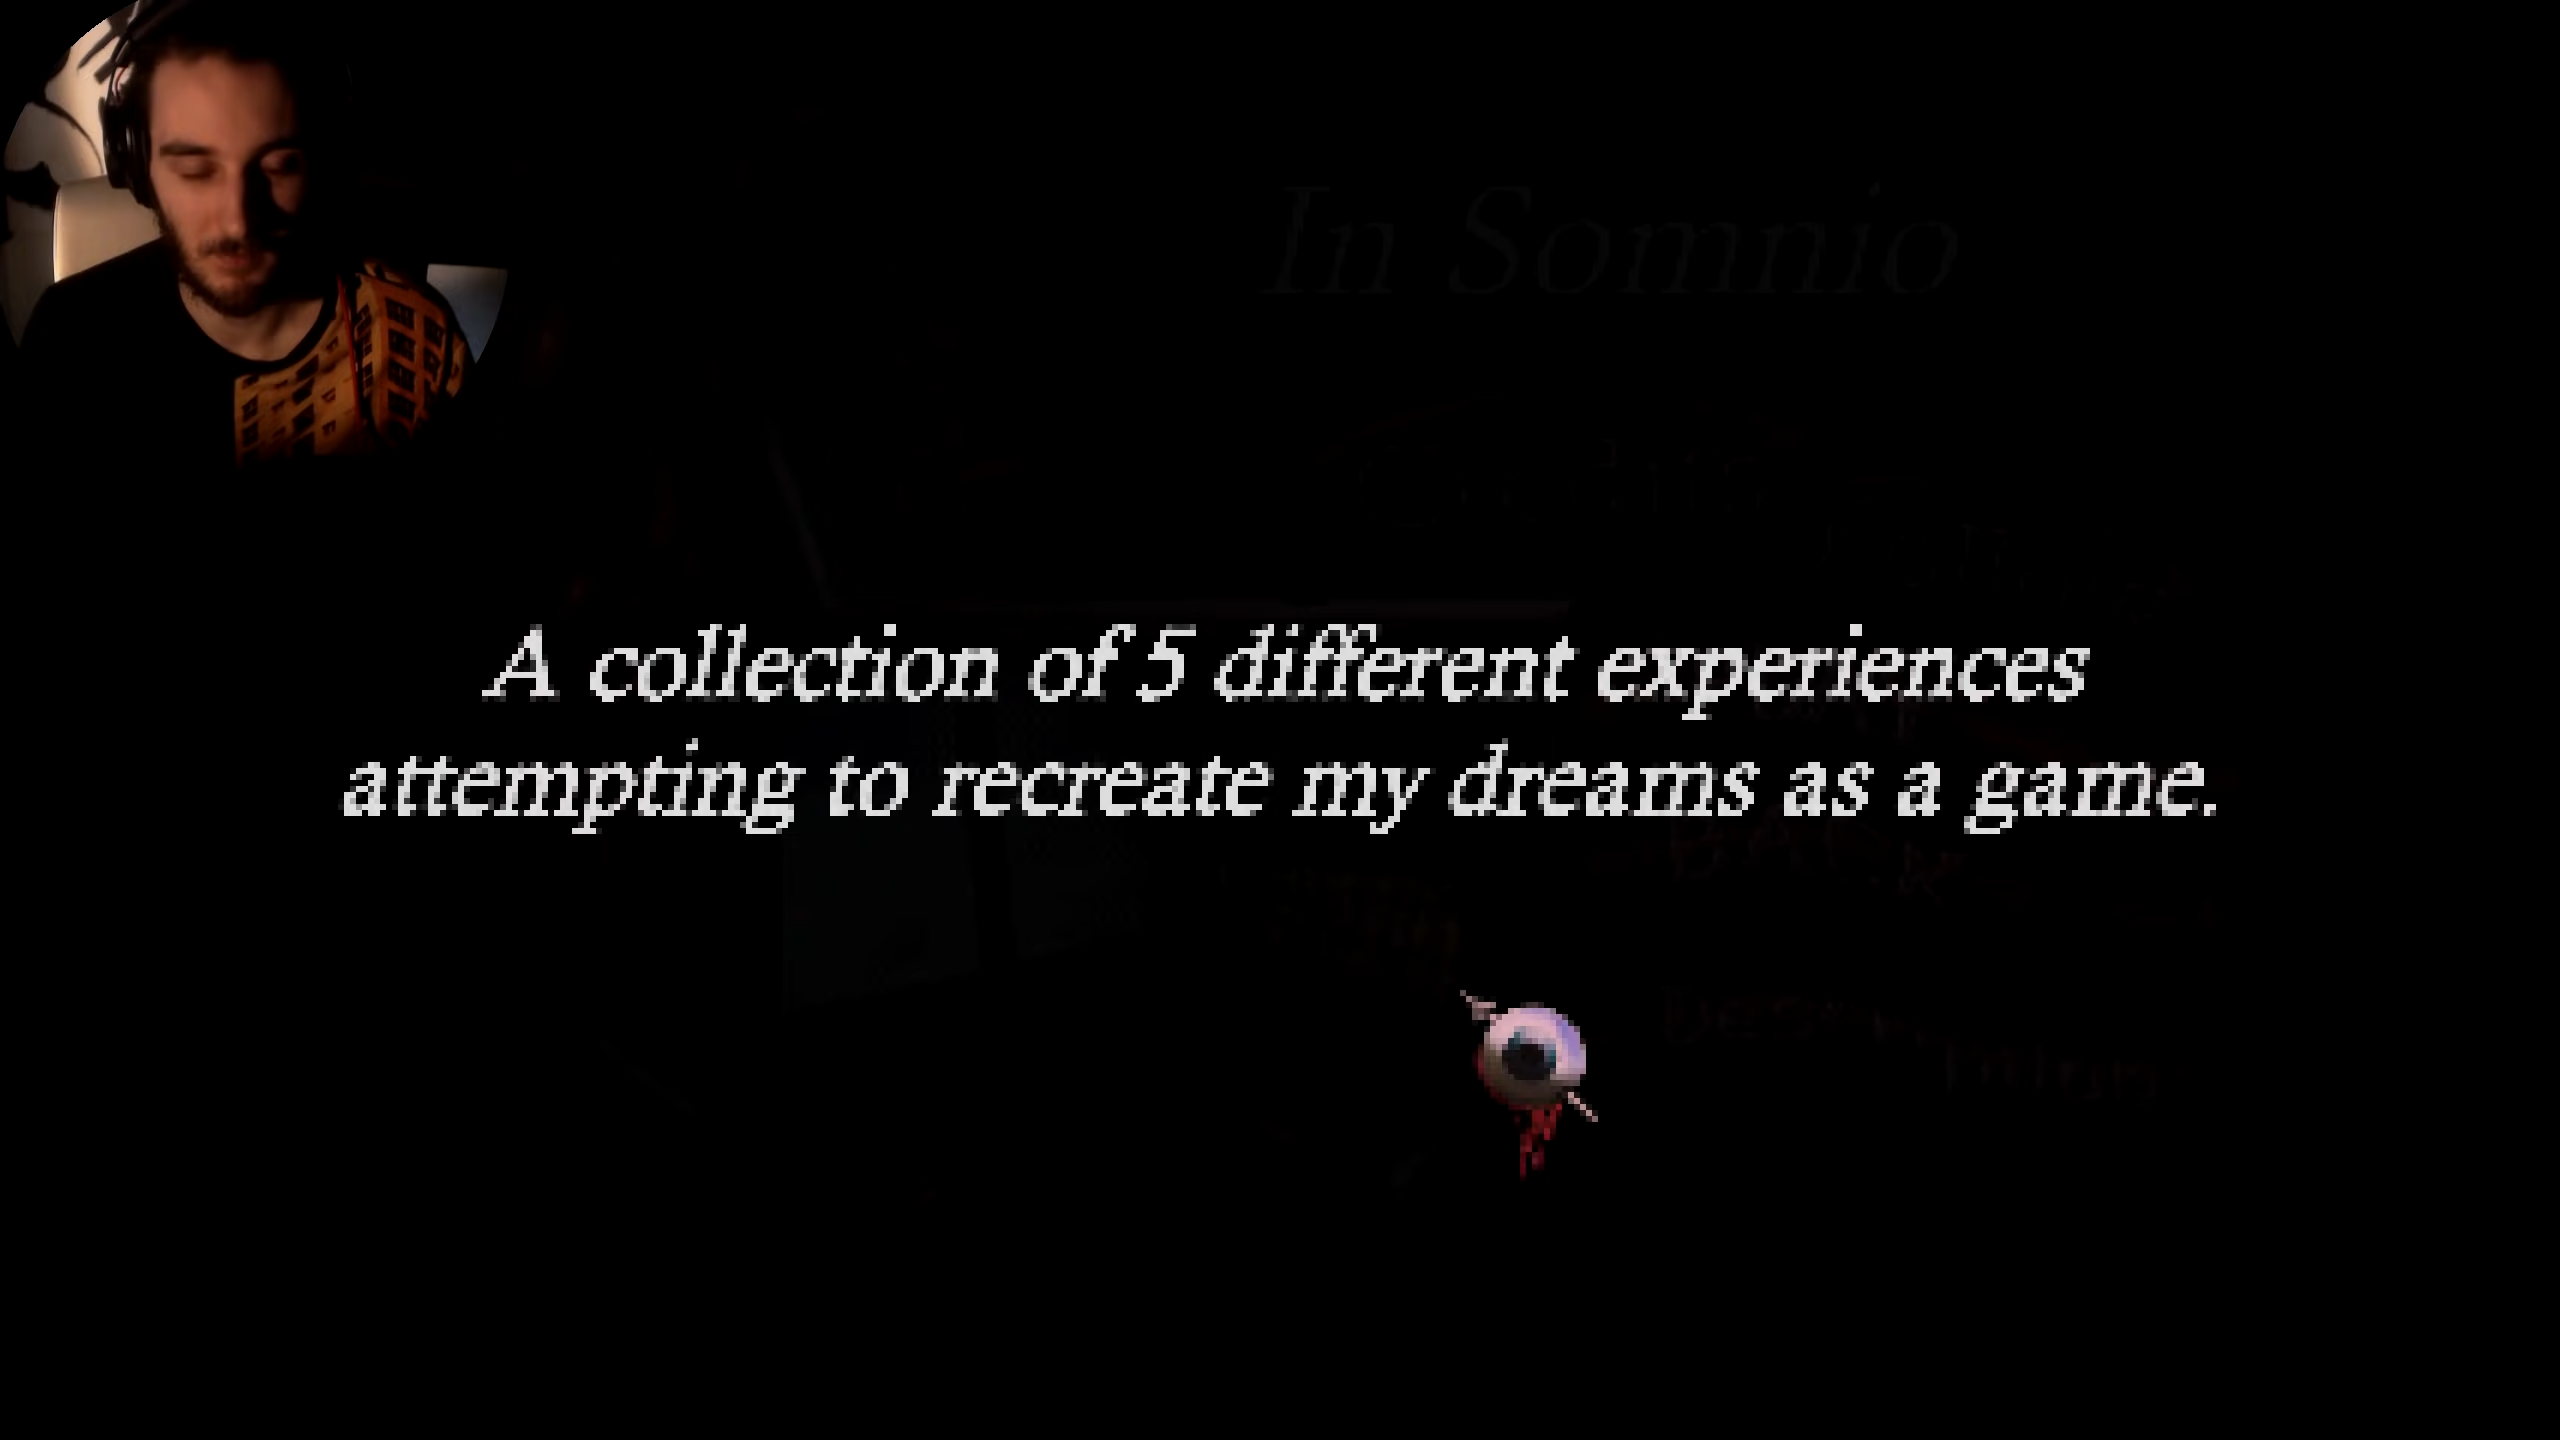 In Somnio
A collection of 5 different experiences
attempting to recreate my dreams as a game.